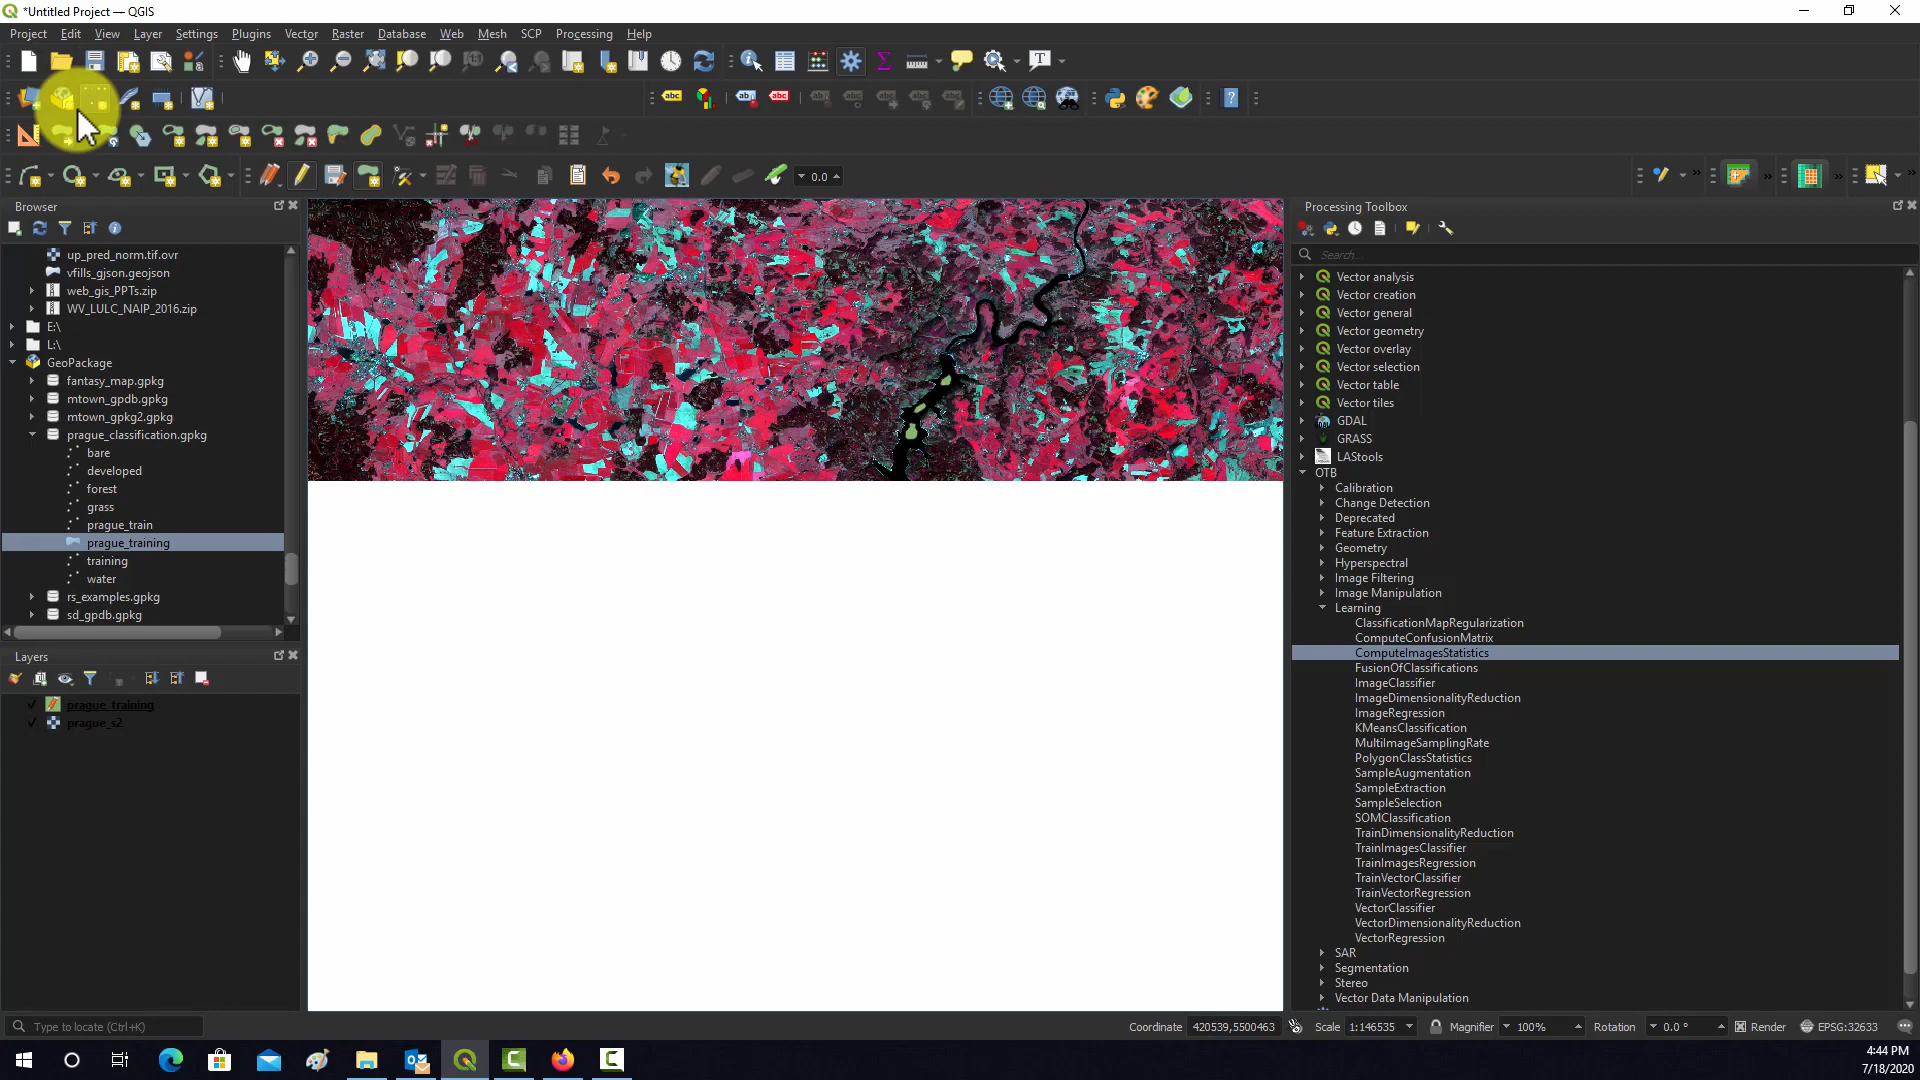 *Untitled Project — QGIS
Project Edit View Layer Settings Plugins Vector Raster Database Web Mesh SCP Processing Help
abc abc abc
0.0
Browser
up_pred_norm.tif.ovr
vfills_gjson.geojson
web_gis_PPTs.zip
WV_LULC_NAIP_2016.zip
E:\
L:\
GeoPackage
fantasy_map.gpkg
mtown_gpdb.gpkg
mtown_gpkg2.gpkg
prague_classification.gpkg
bare
developed
forest
grass
prague_train
prague_training
training
water
rs_examples.gpkg
sd_gpdb.gpkg
Layers
prague_training
prague_s2
Processing Toolbox
Search...
Vector analysis
Vector creation
Vector general
Vector geometry
Vector overlay
Vector selection
Vector table
Vector tiles
GDAL
GRASS
LAStools
OTB
Calibration
Change Detection
Deprecated
Feature Extraction
Geometry
Hyperspectral
Image Filtering
Image Manipulation
Learning
ClassificationMapRegularization
ComputeConfusionMatrix
ComputeImagesStatistics
FusionOfClassifications
ImageClassifier
ImageDimensionalityReduction
ImageRegression
KMeansClassification
MultiImageSamplingRate
PolygonClassStatistics
SampleAugmentation
SampleExtraction
SampleSelection
SOMClassification
TrainDimensionalityReduction
TrainImagesClassifier
TrainImagesRegression
TrainVectorClassifier
TrainVectorRegression
VectorClassifier
VectorDimensionalityReduction
VectorRegression
SAR
Segmentation
Stereo
Vector Data Manipulation
Type to locate (Ctrl+K)
Coordinate 420539,5500463 Scale 1:146535 Magnifier 100% Rotation 0.0 ° Render EPSG:32633
4:44 PM
7/18/2020